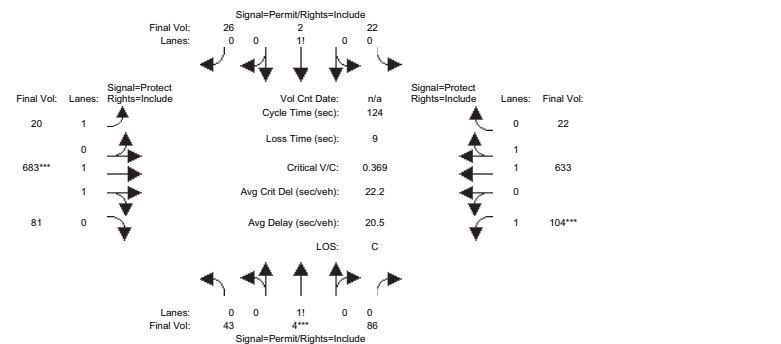 Signal=Permit/Rights=Include
Final Vol: 26 2 22
Lanes: 0 0 1! 0 0
Signal=Protect Signal=Protect
Final Vol: Lanes: Rights=Include Vol Cnt Date: n/a Rights=Include Lanes: Final Vol:
Cycle Time (sec): 124
20 1 0 22
Loss Time (sec): 9
0 1
683*** 1 Critical V/C: 0.369 1 633
1 Avg Crit Del (sec/veh): 22.2 0
81 0 Avg Delay (sec/veh): 20.5 1 104***
LOS: C
Lanes: 0 0 1! 0 0
Final Vol: 43 4*** 86
Signal=Permit/Rights=Include